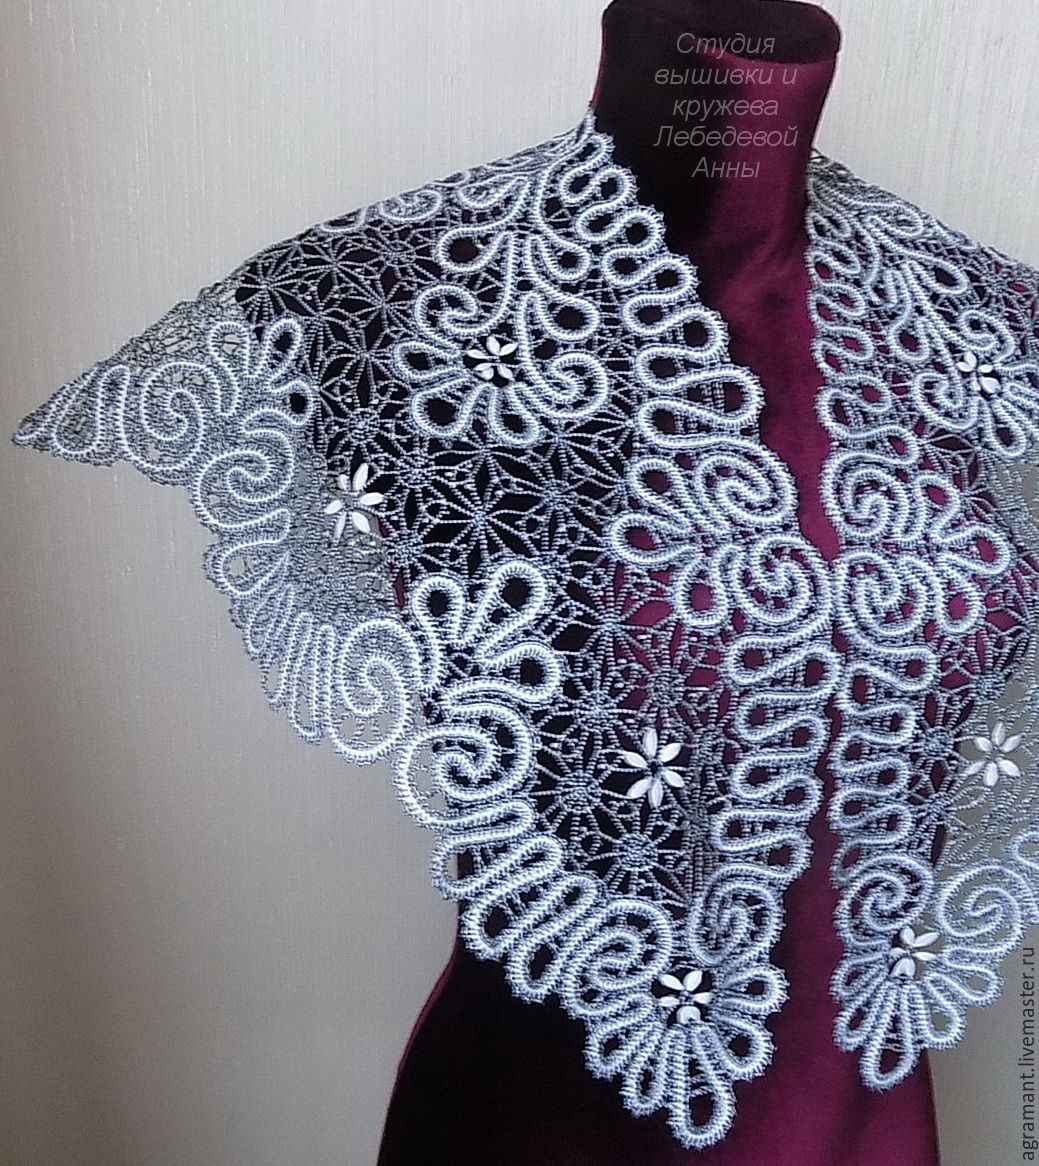 Студия
вышивки и
кружева
Лебедевой
Анны
agramant.livemaster.ru